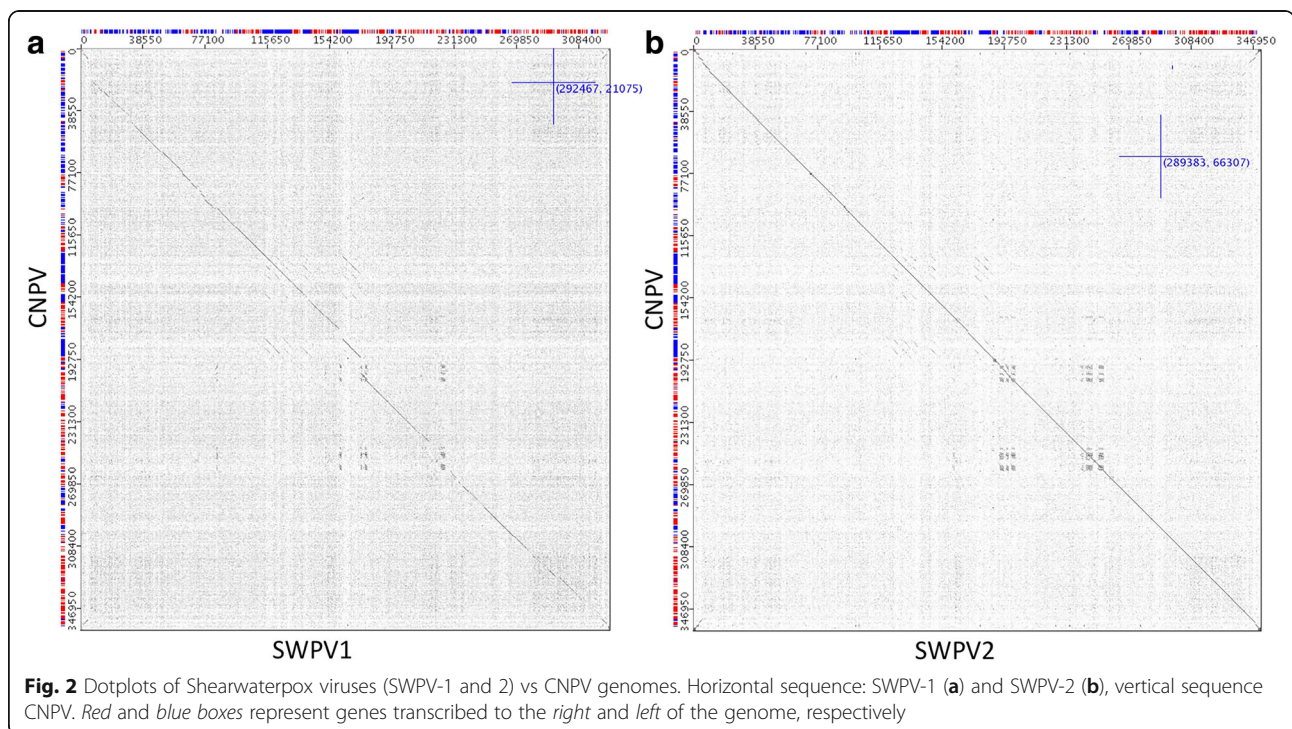 a
0 38550 77100 115650 154200 192750 231300 269850 308400
0 38550 77100 115650 154200 192750 231300 269850 308400 346950
CNPV
(292467, 21075)
SWPV1
b
0 38550 77100 115650 154200 192750 231300 269850 308400 346950
0 38550 77100 115650 154200 192750 231300 269850 308400 346950
CNPV
(289383, 66307)
SWPV2
Fig. 2 Dotplots of Shearwaterpox viruses (SWPV-1 and 2) vs CNPV genomes. Horizontal sequence: SWPV-1 (a) and SWPV-2 (b), vertical sequence
CNPV. Red and blue boxes represent genes transcribed to the right and left of the genome, respectively